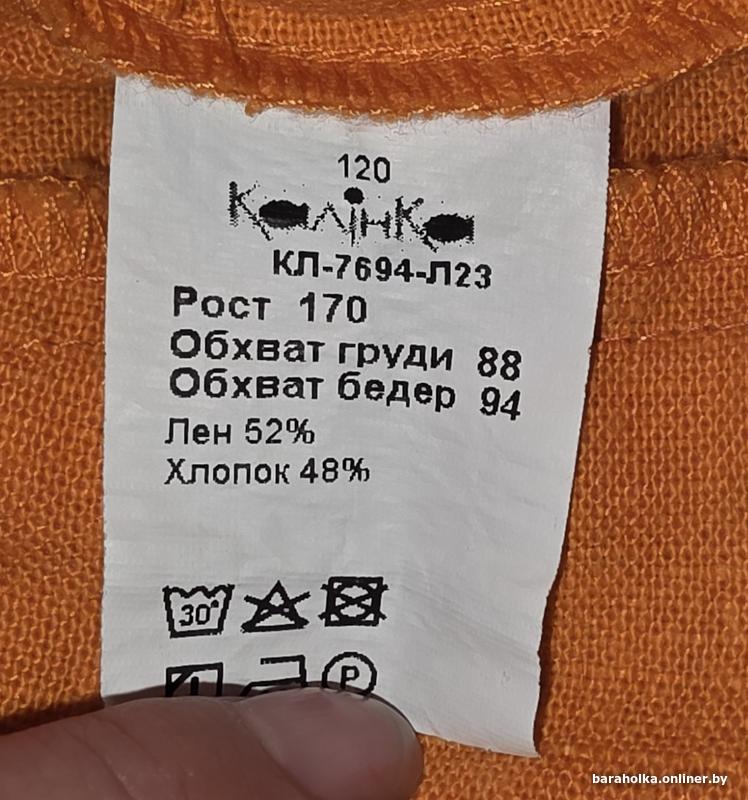 120
Калінка
КЛ-7694-Л23
Рост 170
Обхват груди 88
Обхват бедер 94
Лен 52%
Хлопок 48%
30°
P
baraholka.onliner.by